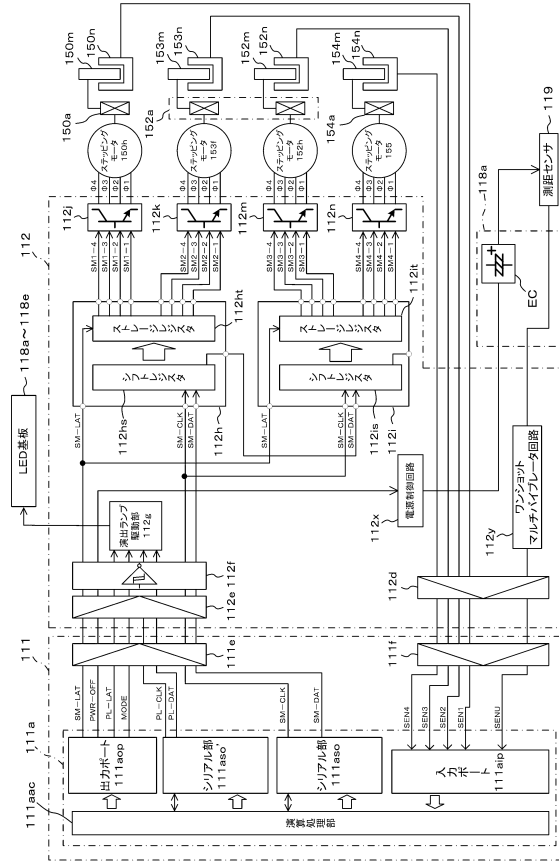 118a～118e
LED基板
112
150m
150n
150a
ステッピング
モータ
150h
Φ4
Φ3
Φ2
Φ1
112j
SM1-4
SM1-3
SM1-2
SM1-1
153m
153n
152a
ステッピング
モータ
153f
Φ4
Φ3
Φ2
Φ1
112k
SM2-4
SM2-3
SM2-2
SM2-1
152m
152n
ステッピング
モータ
152h
Φ4
Φ3
Φ2
Φ1
112m
SM3-4
SM3-3
SM3-2
SM3-1
154m
154n
154a
ステッピング
モータ
155
Φ4
Φ3
Φ2
Φ1
112n
SM4-4
SM4-3
SM4-2
SM4-1
ストレージレジスタ
112ht
シフトレジスタ
112hs
112h
SM-LAT
SM-CLK
SM-DAT
ストレージレジスタ
112it
シフトレジスタ
112is
112i
SM-LAT
SM-CLK
SM-DAT
演出ランプ
駆動部
112g
112f
112e
電源制御回路
112x
118a
119
測距センサ
EC
ワンショット
マルチバイブレータ回路
112y
112d
111
111a
111aac
演算処理部
出力ポート
111aop
シリアル部
111aso'
シリアル部
111aso
入力ポート
111aip
SM-LAT
PWR-OFF
PL-LAT
MODE
PL-CLK
PL-DAT
SM-CLK
SM-DAT
111e
SEN4
SEN3
SEN2
SEN1
SENU
111f